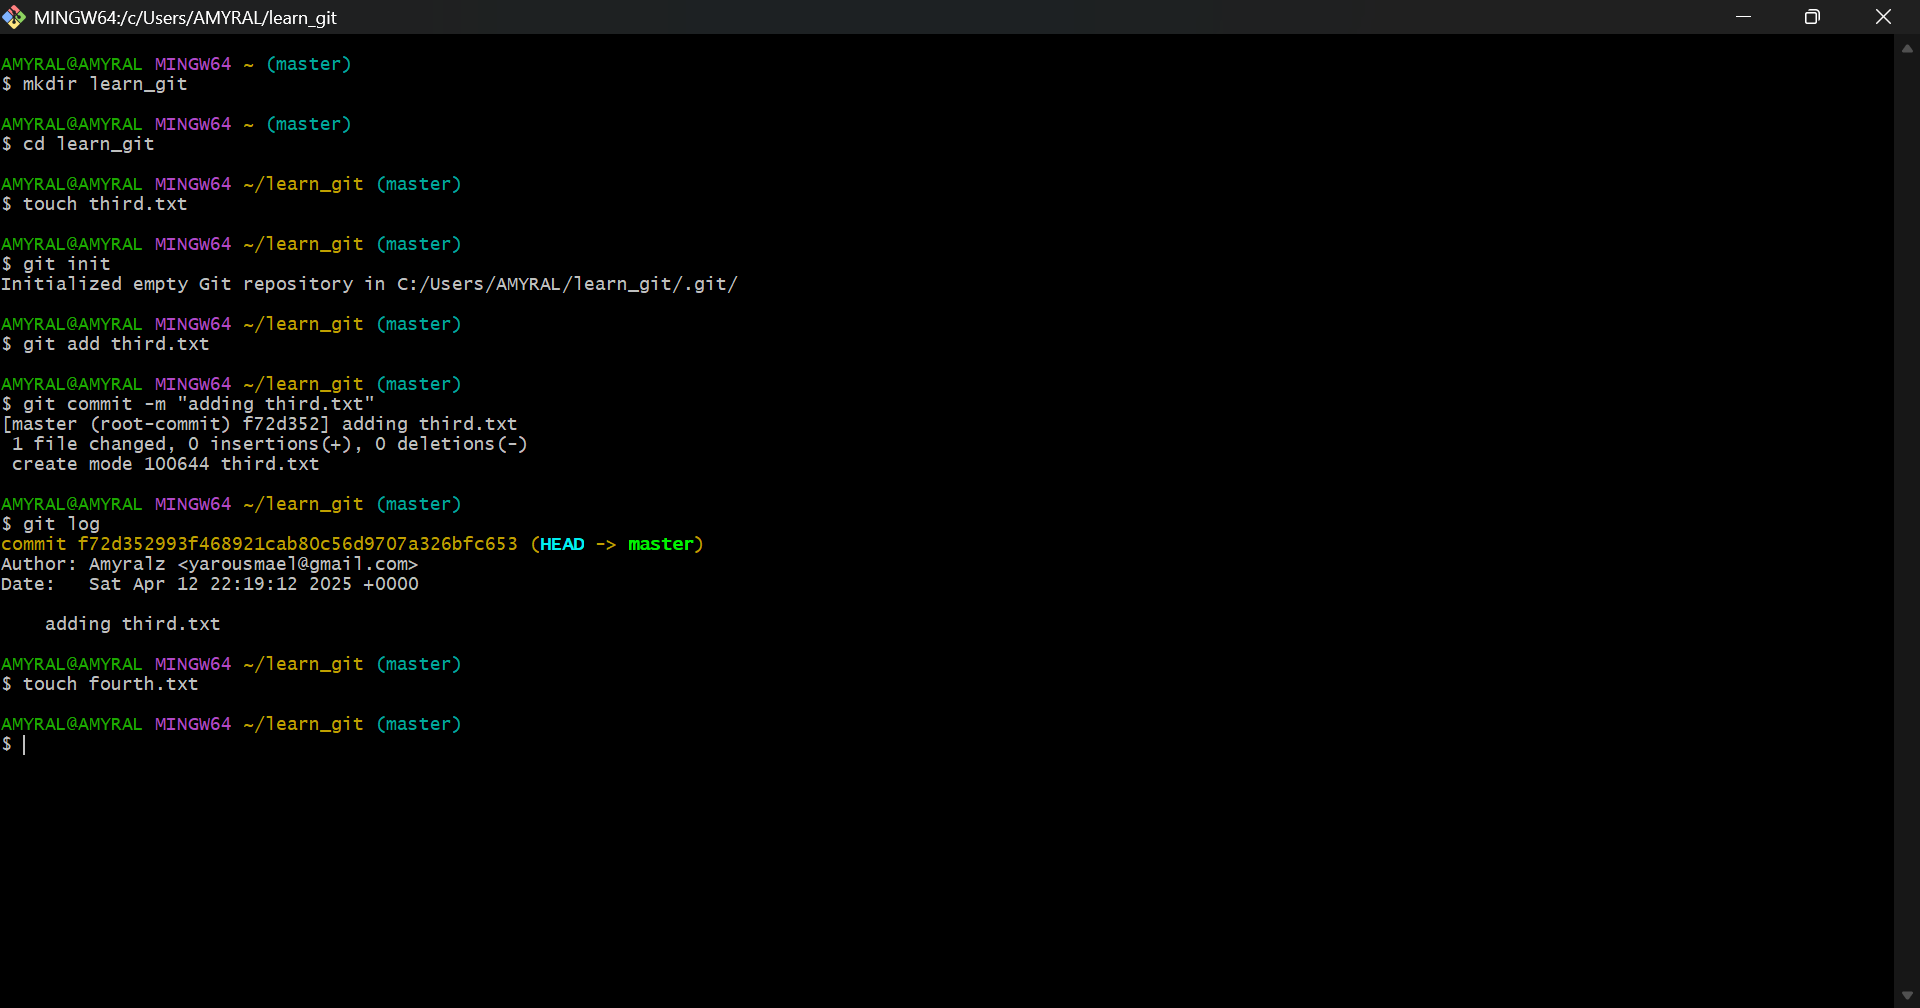 MINGW64:/c/Users/AMYRAL/learn_git
AMYRAL@AMYRAL MINGW64 ~ (master)
$ mkdir learn_git
AMYRAL@AMYRAL MINGW64 ~ (master)
$ cd learn_git
AMYRAL@AMYRAL MINGW64 ~/learn_git (master)
$ touch third.txt
AMYRAL@AMYRAL MINGW64 ~/learn_git (master)
$ git init
Initialized empty Git repository in C:/Users/AMYRAL/learn_git/.git/
AMYRAL@AMYRAL MINGW64 ~/learn_git (master)
$ git add third.txt
AMYRAL@AMYRAL MINGW64 ~/learn_git (master)
$ git commit -m "adding third.txt"
[master (root-commit) f72d352] adding third.txt
 1 file changed, 0 insertions(+), 0 deletions(-)
 create mode 100644 third.txt
AMYRAL@AMYRAL MINGW64 ~/learn_git (master)
$ git log
commit f72d352993f468921cab80c56d9707a326bfc653 (HEAD -> master)
Author: Amyralz <yarousmael@gmail.com>
Date:   Sat Apr 12 22:19:12 2025 +0000
    adding third.txt
AMYRAL@AMYRAL MINGW64 ~/learn_git (master)
$ touch fourth.txt
AMYRAL@AMYRAL MINGW64 ~/learn_git (master)
$